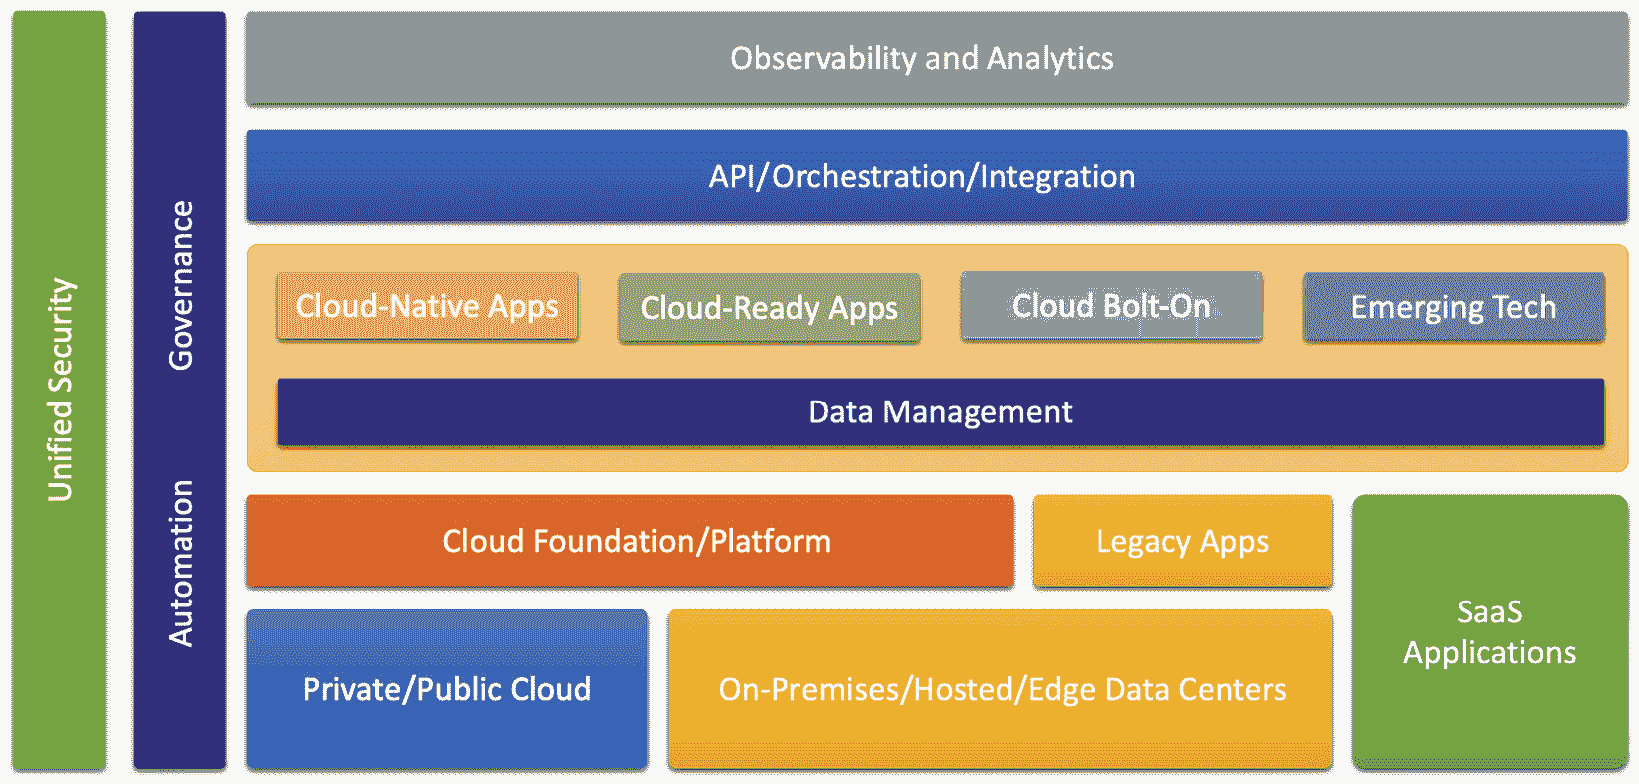 Unified Security
Governance
Automation
Observability and Analytics
API/Orchestration/Integration
Cloud-Native Apps
Cloud-Ready Apps
Cloud Bolt-On
Emerging Tech
Data Management
Cloud Foundation/Platform
Legacy Apps
SaaS
Applications
Private/Public Cloud
On-Premises/Hosted/Edge Data Centers